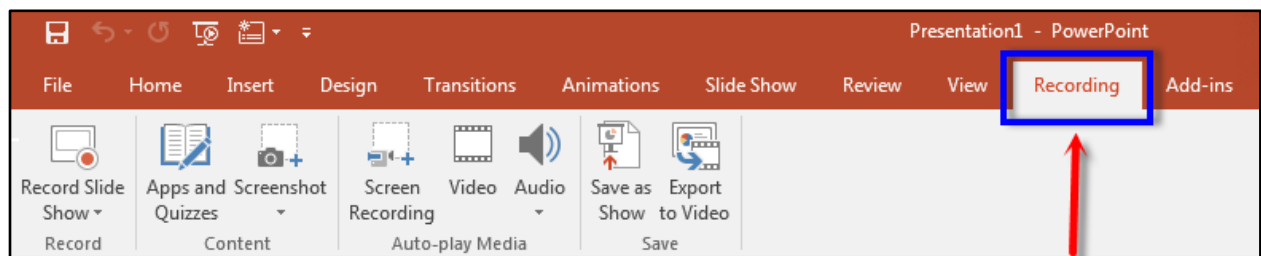 Presentation1 - PowerPoint
File Home Insert Design Transitions Animations Slide Show Review View Recording Add-ins
Record Slide Apps and Screenshot Screen Video Audio Save as Export
Show Quizzes Recording Show to Video
Record Content Auto-play Media Save